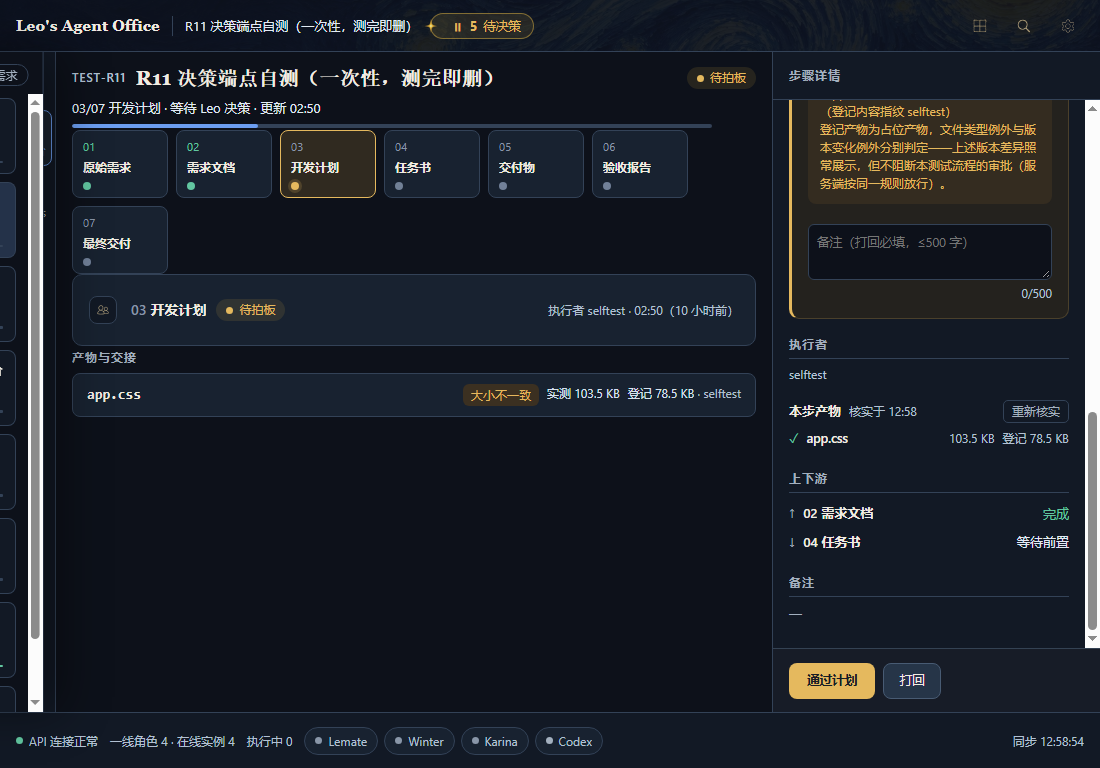 Leo's Agent Office
R11 决策端点自测（一次性，测完即删）
5 待决策
需求
TEST-R11 R11 决策端点自测（一次性，测完即删）
待拍板
03/07 开发计划 · 等待 Leo 决策 · 更新 02:50
01
原始需求
02
需求文档
03
开发计划
04
任务书
05
交付物
06
验收报告
07
最终交付
03 开发计划
待拍板
执行者 selftest · 02:50（10 小时前）
产物与交接
app.css
大小不一致
实测 103.5 KB 登记 78.5 KB · selftest
步骤详情
（登记内容指纹 selftest）
登记产物为占位产物，文件类型例外与版
本变化例外分别判定——上述版本差异照
常展示，但不阻断本测试流程的审批（服
务端按同一规则放行）。
备注（打回必填，≤500 字）
0/500
执行者
selftest
本步产物 核实于 12:58
重新核实
✓ app.css
103.5 KB 登记 78.5 KB
上下游
↑ 02 需求文档
完成
↓ 04 任务书
等待前置
备注
—
通过计划
打回
API 连接正常
一线角色 4 · 在线实例 4
执行中 0
Lemate
Winter
Karina
Codex
同步 12:58:54